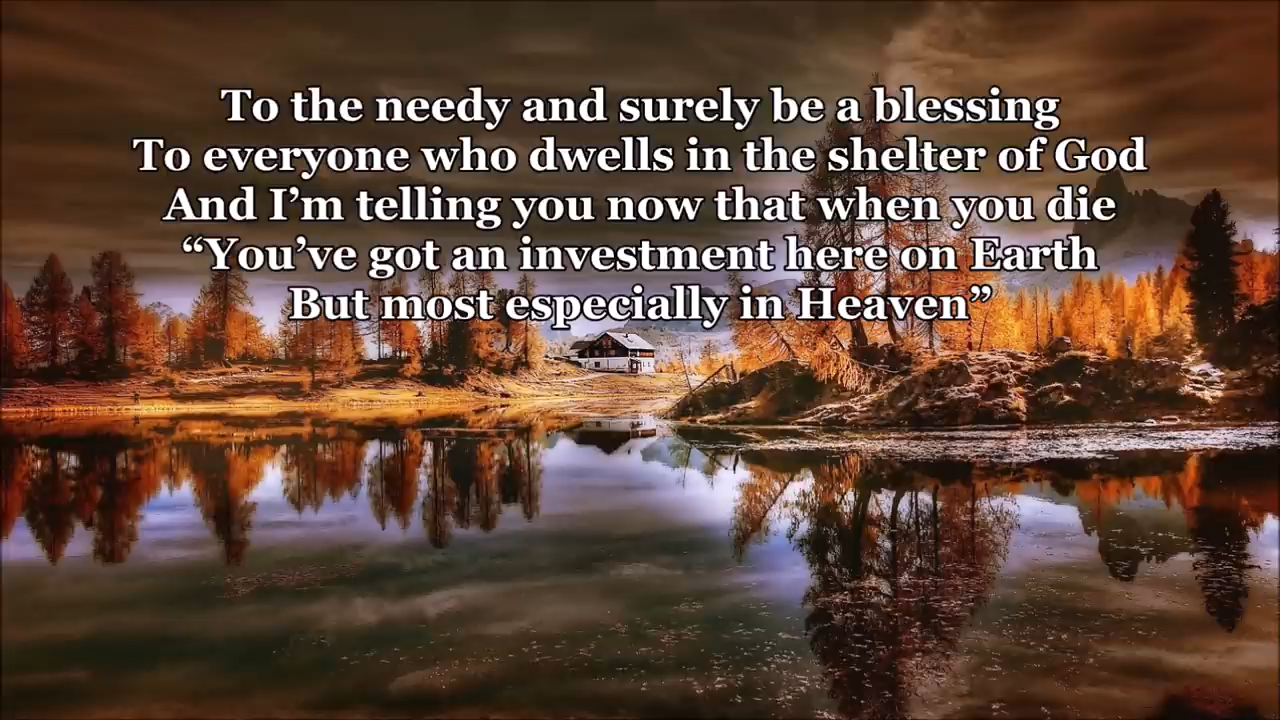 To the needy and surely be a blessing
To everyone who dwells in the shelter of God
And I’m telling you now that when you die
“You’ve got an investment here on Earth
But most especially in Heaven”